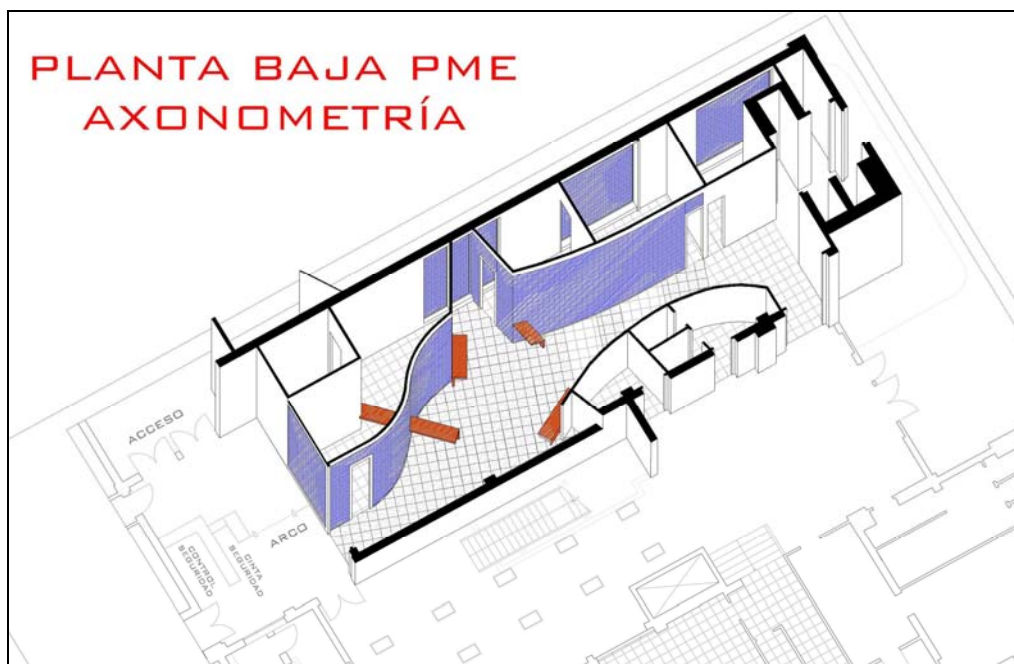 PLANTA BAJA PME
AXONOMETRÍA
ACCESO
ARCO
CONTROL
SEGURIDAD
CINTA
SEGURIDAD